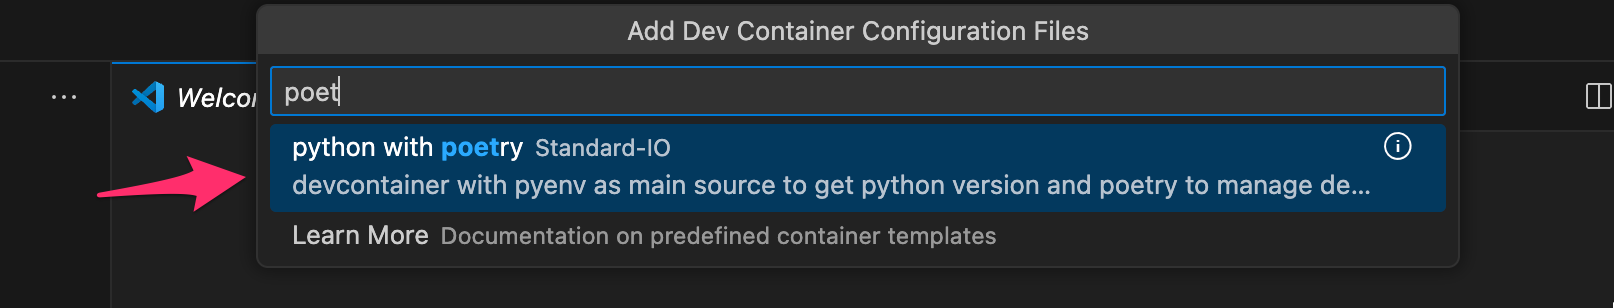 Add Dev Container Configuration Files
poet
python with poetry Standard-IO
devcontainer with pyenv as main source to get python version and poetry to manage de...
Learn More Documentation on predefined container templates